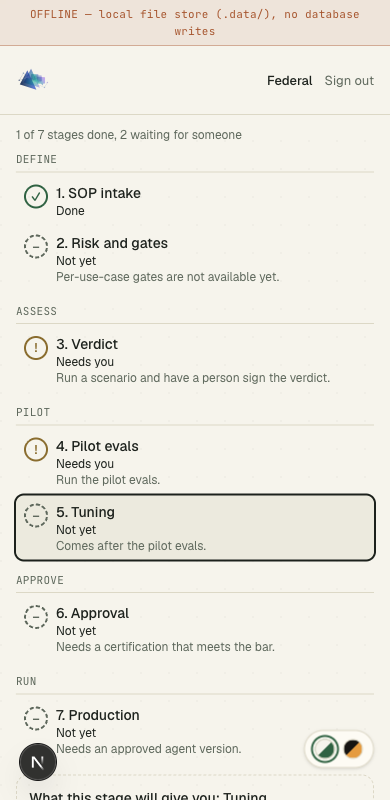 OFFLINE — local file store (.data/), no database
writes
Federal Sign out
1 of 7 stages done, 2 waiting for someone
DEFINE
1. SOP intake
Done
2. Risk and gates
Not yet
Per-use-case gates are not available yet.
ASSESS
3. Verdict
Needs you
Run a scenario and have a person sign the verdict.
PILOT
4. Pilot evals
Needs you
Run the pilot evals.
5. Tuning
Not yet
Comes after the pilot evals.
APPROVE
6. Approval
Not yet
Needs a certification that meets the bar.
RUN
7. Production
Not yet
Needs an approved agent version.
N
What this stage will give you: Tuning